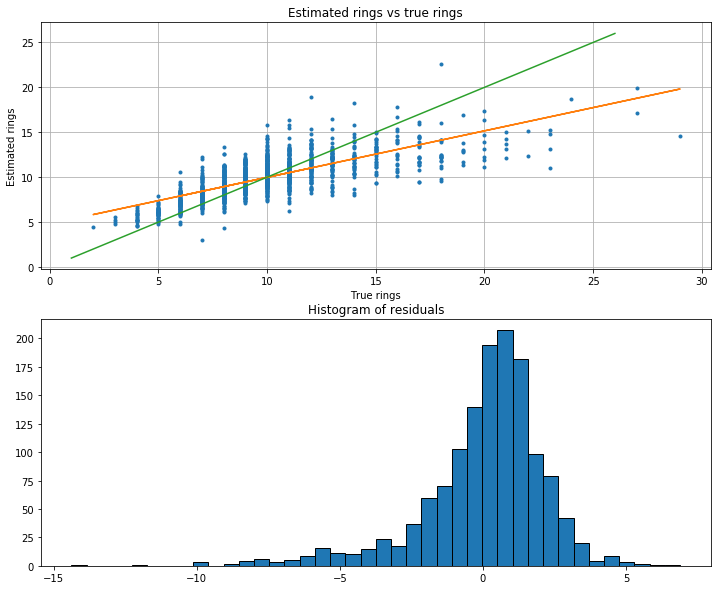 Estimated rings vs true rings
25
20
15
10
5
0
Estimated rings
0 5 10 15 20 25 30
True rings
Histogram of residuals
200
175
150
125
100
75
50
25
0
−15 −10 −5 0 5